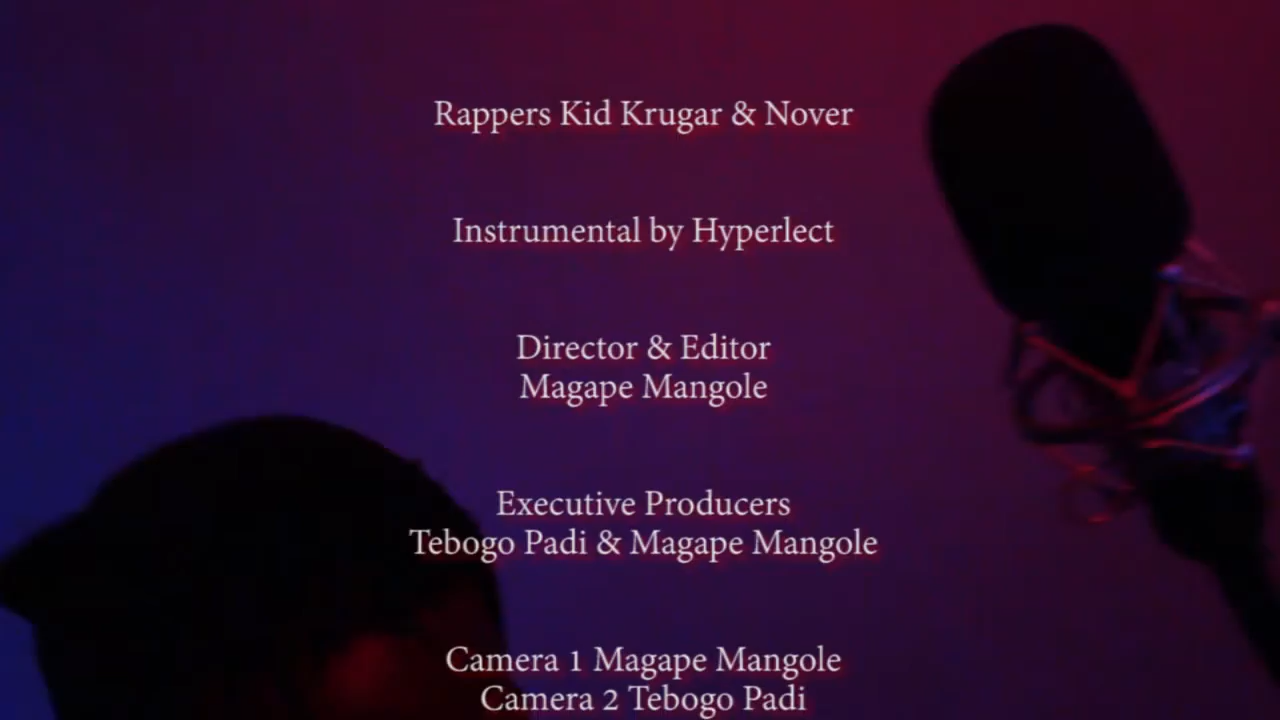 Rappers Kid Krugar & Nover
Instrumental by Hyperlect
Director & Editor
Magape Mangole
Executive Producers
Tebogo Padi & Magape Mangole
Camera 1 Magape Mangole
Camera 2 Tebogo Padi